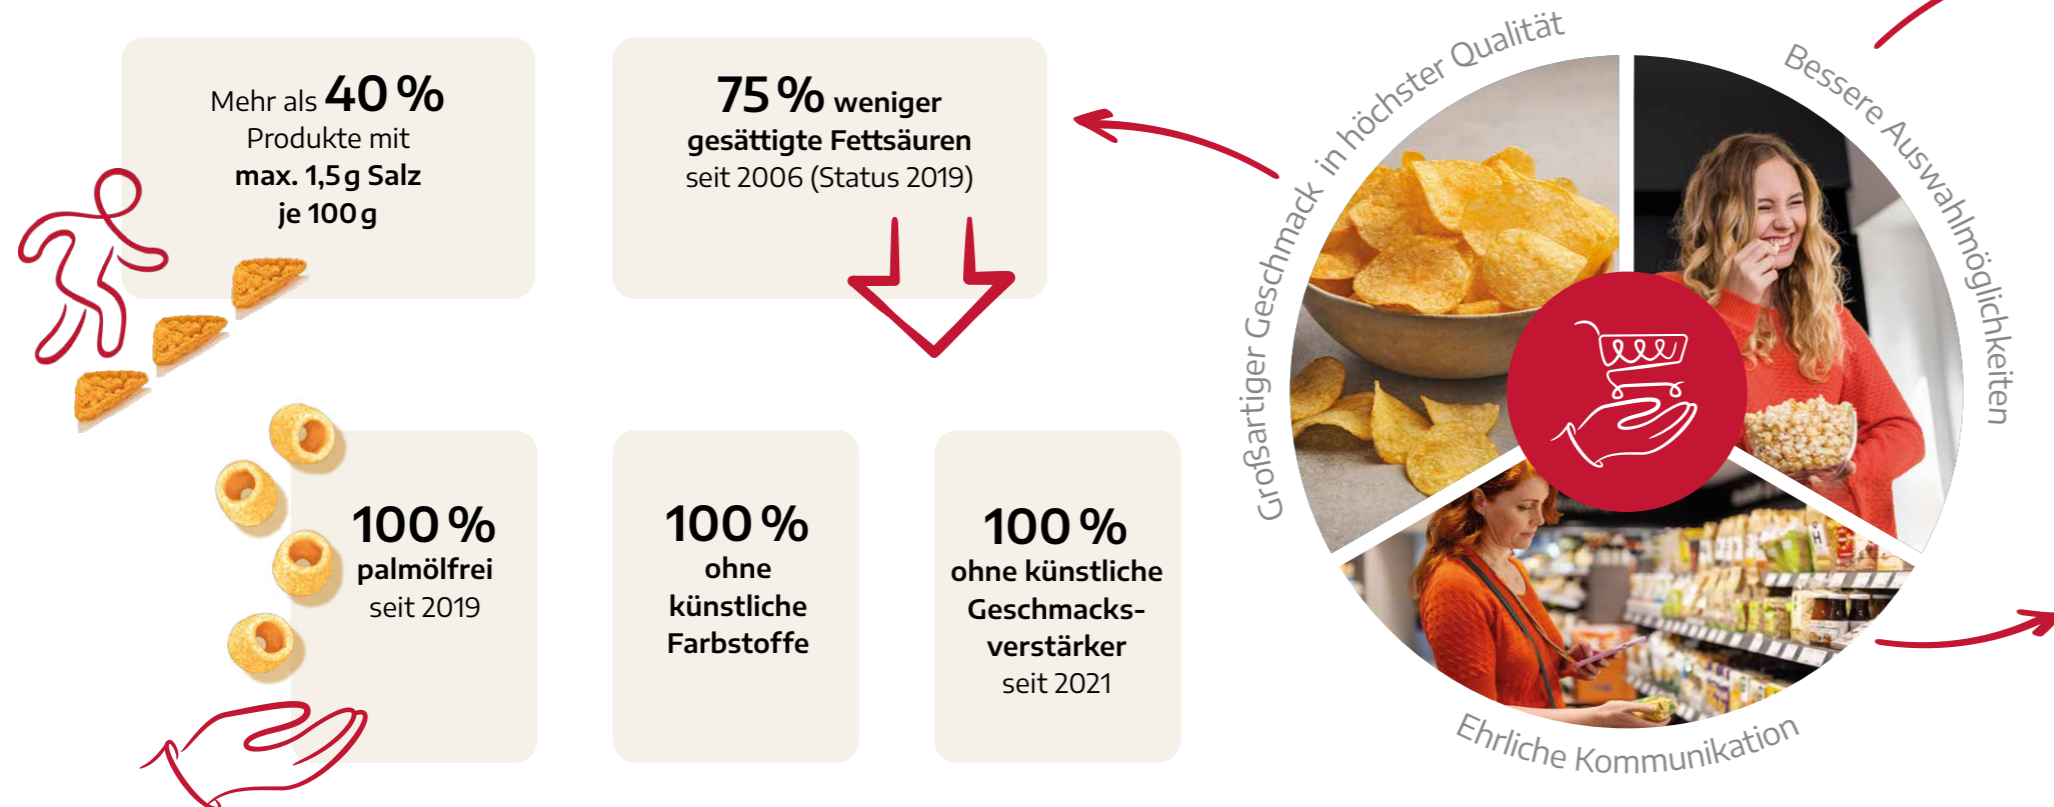 Mehr als 40 %
Produkte mit
max. 1,5 g Salz
je 100 g
75 % weniger
gesättigte Fettsäuren
seit 2006 (Status 2019)
100 %
palmölfrei
seit 2019
100 %
ohne
künstliche
Farbstoffe
100 %
ohne künstliche
Geschmacks-
verstärker
seit 2021
Großartiger Geschmack in höchster Qualität
Bessere Auswahlmöglichkeiten
Ehrliche Kommunikation